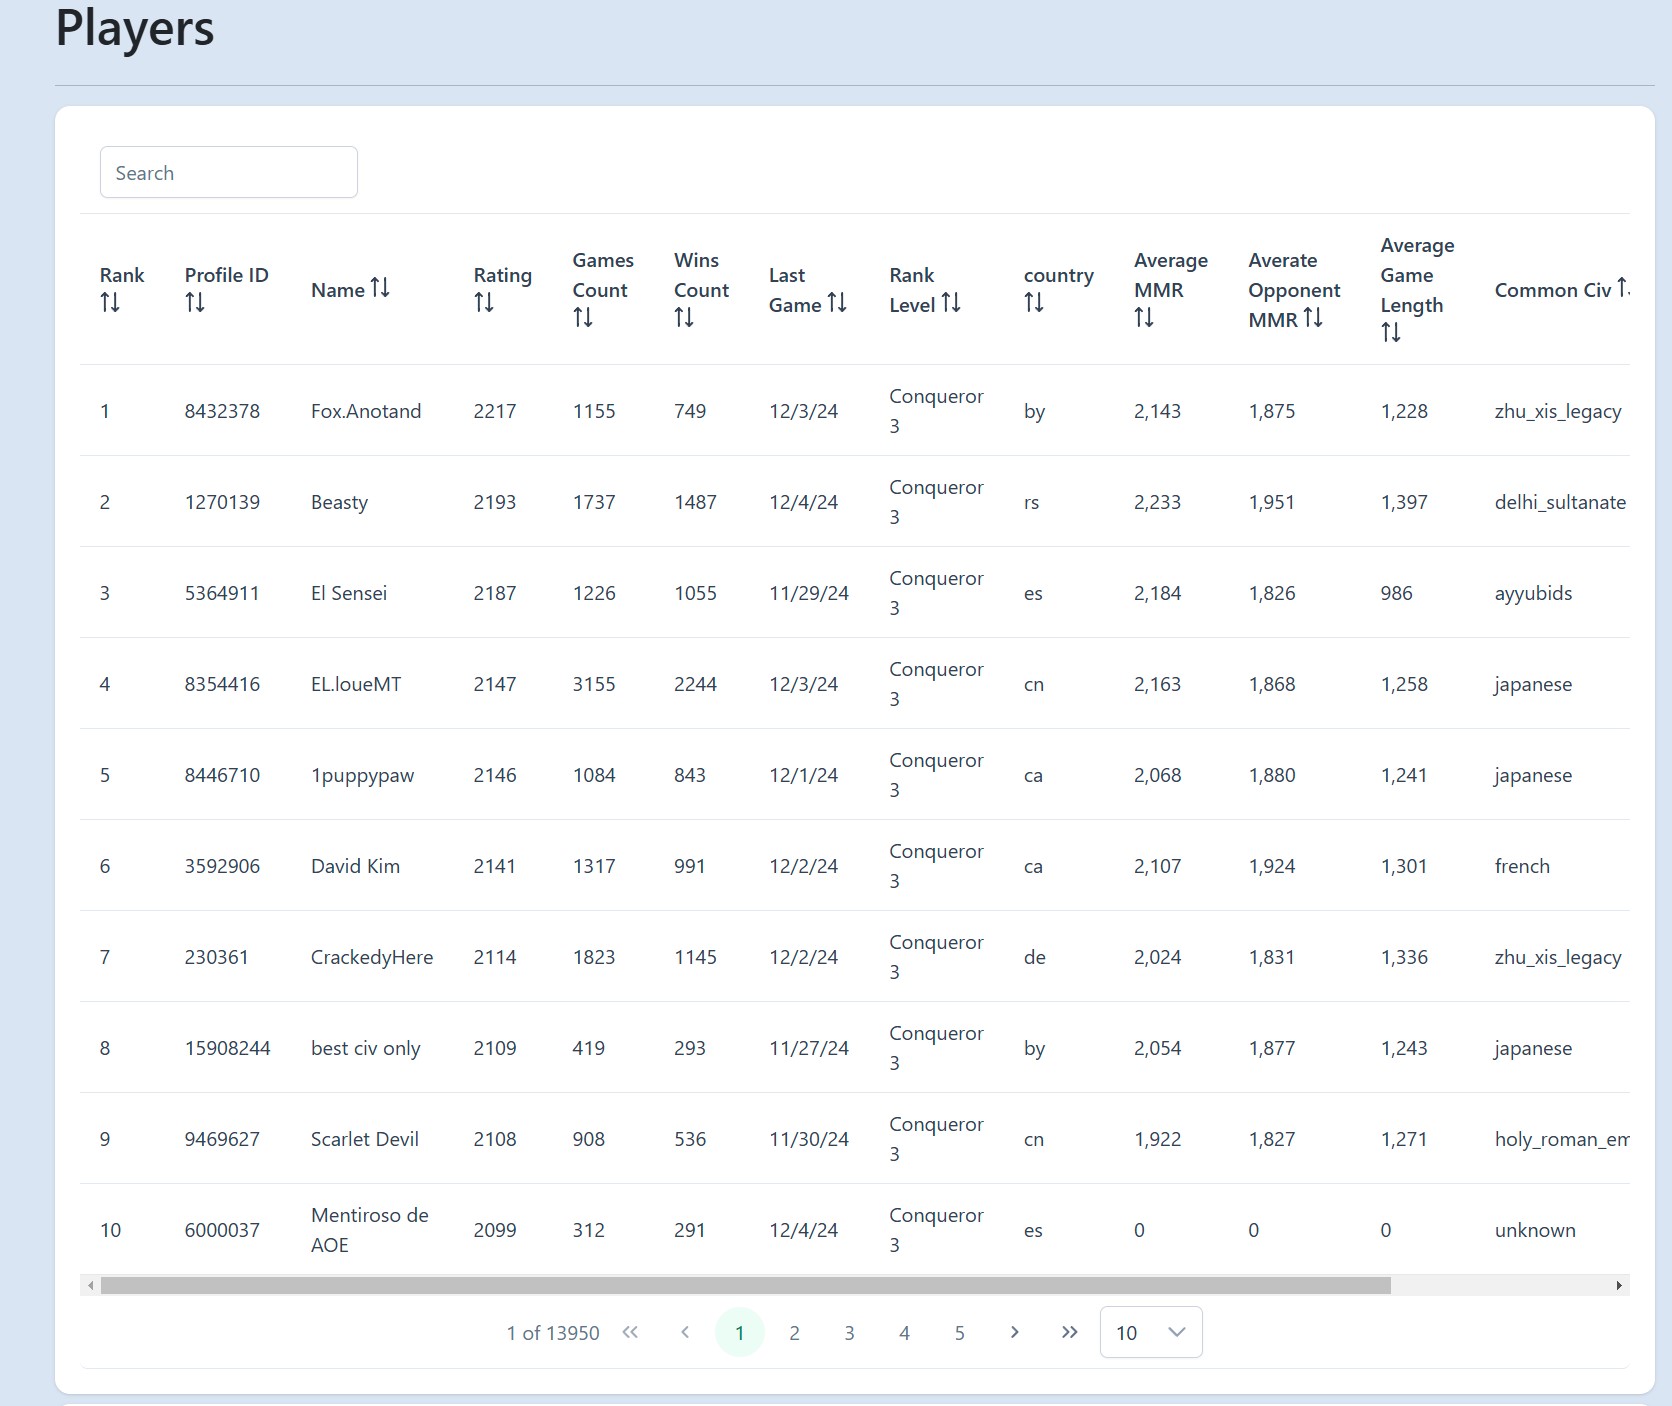 Players
Search
Rank Profile ID Name Rating Games Count Wins Count Last Game Rank Level country Average MMR Averate Opponent MMR Average Game Length Common Civ
1 8432378 Fox.Anotand 2217 1155 749 12/3/24 Conqueror 3 by 2,143 1,875 1,228 zhu_xis_legacy
2 1270139 Beasty 2193 1737 1487 12/4/24 Conqueror 3 rs 2,233 1,951 1,397 delhi_sultanate
3 5364911 El Sensei 2187 1226 1055 11/29/24 Conqueror 3 es 2,184 1,826 986 ayyubids
4 8354416 EL.loueMT 2147 3155 2244 12/3/24 Conqueror 3 cn 2,163 1,868 1,258 japanese
5 8446710 1puppypaw 2146 1084 843 12/1/24 Conqueror 3 ca 2,068 1,880 1,241 japanese
6 3592906 David Kim 2141 1317 991 12/2/24 Conqueror 3 ca 2,107 1,924 1,301 french
7 230361 CrackedyHere 2114 1823 1145 12/2/24 Conqueror 3 de 2,024 1,831 1,336 zhu_xis_legacy
8 15908244 best civ only 2109 419 293 11/27/24 Conqueror 3 by 2,054 1,877 1,243 japanese
9 9469627 Scarlet Devil 2108 908 536 11/30/24 Conqueror 3 cn 1,922 1,827 1,271 holy_roman_em
10 6000037 Mentiroso de AOE 2099 312 291 12/4/24 Conqueror 3 es 0 0 0 unknown
1 of 13950 1 2 3 4 5 10